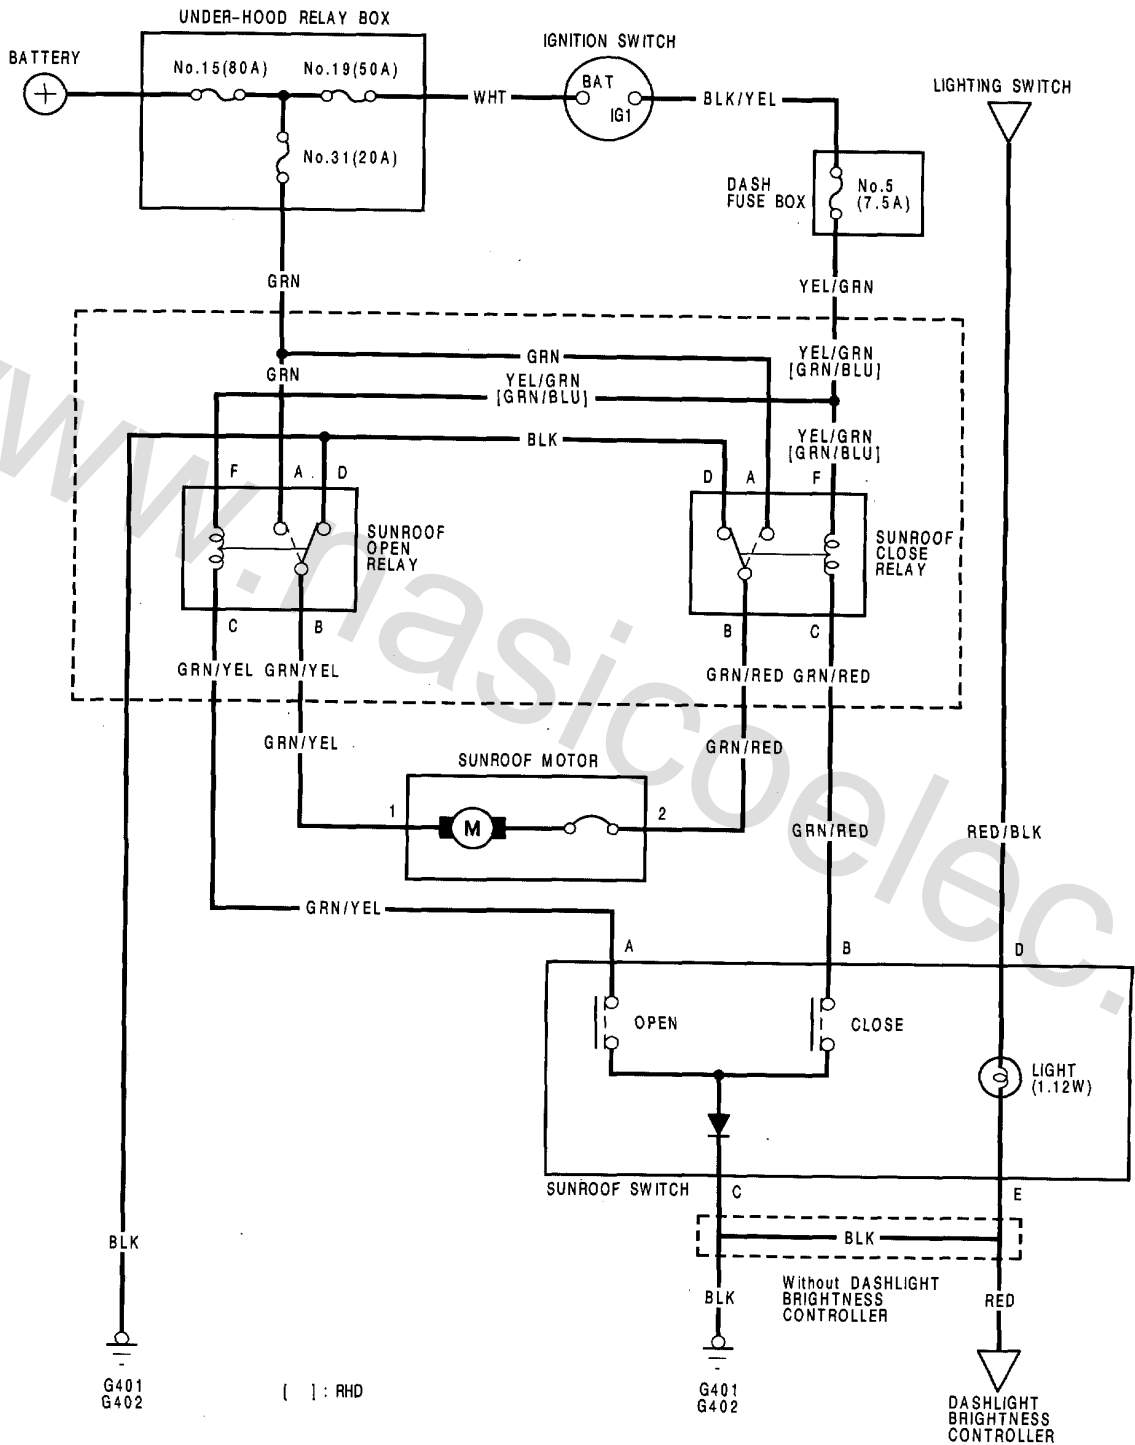 UNDER-HOOD RELAY BOX
BATTERY
No.15(80A)
No.19(50A)
No.31(20A)
WHT
IGNITION SWITCH
BAT
IG1
BLK/YEL
LIGHTING SWITCH
DASH
FUSE BOX
No.5
(7.5A)
GRN
YEL/GRN
GRN
GRN
YEL/GRN
[GRN/BLU]
YEL/GRN
[GRN/BLU]
BLK
YEL/GRN
[GRN/BLU]
F
A
D
D
A
F
SUNROOF
OPEN
RELAY
SUNROOF
CLOSE
RELAY
C
B
B
C
GRN/YEL
GRN/YEL
GRN/RED
GRN/RED
GRN/YEL
GRN/RED
SUNROOF MOTOR
1
M
2
GRN/RED
RED/BLK
GRN/YEL
A
B
D
OPEN
CLOSE
LIGHT
(1.12W)
SUNROOF SWITCH
C
E
BLK
BLK
Without DASHLIGHT
BRIGHTNESS
CONTROLLER
BLK
RED
G401
G402
[ ] : RHD
G401
G402
DASHLIGHT
BRIGHTNESS
CONTROLLER
www.nasicoelec.